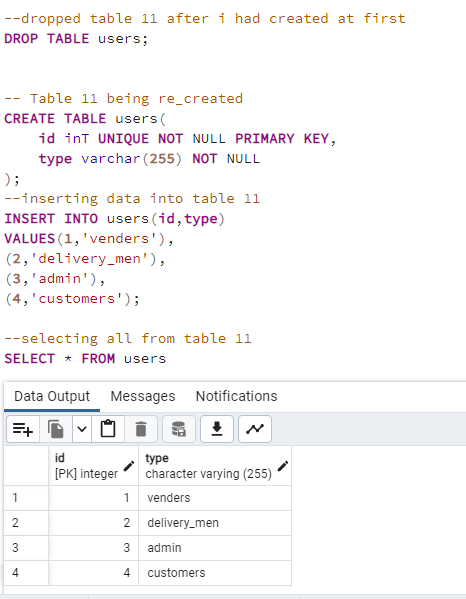 --dropped table 11 after i had created at first
DROP TABLE users;
-- Table 11 being re_created
CREATE TABLE users(
id inT UNIQUE NOT NULL PRIMARY KEY,
type varchar(255) NOT NULL
);
--inserting data into table 11
INSERT INTO users(id,type)
VALUES(1,'venders'),
(2,'delivery_men'),
(3,'admin'),
(4,'customers');
--selecting all from table 11
SELECT * FROM users
Data Output Messages Notifications
id type
[PK] integer character varying (255)
1 1 venders
2 2 delivery_men
3 3 admin
4 4 customers